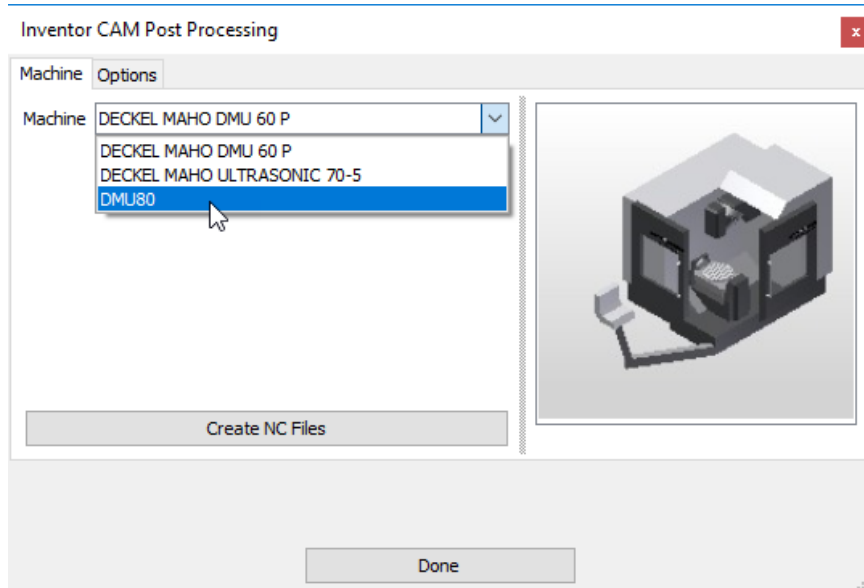 Inventor CAM Post Processing
x
Machine Options
Machine DECKEL MAHO DMU 60 P
DECKEL MAHO DMU 60 P
DECKEL MAHO ULTRASONIC 70-5
DMU80
Create NC Files
Done